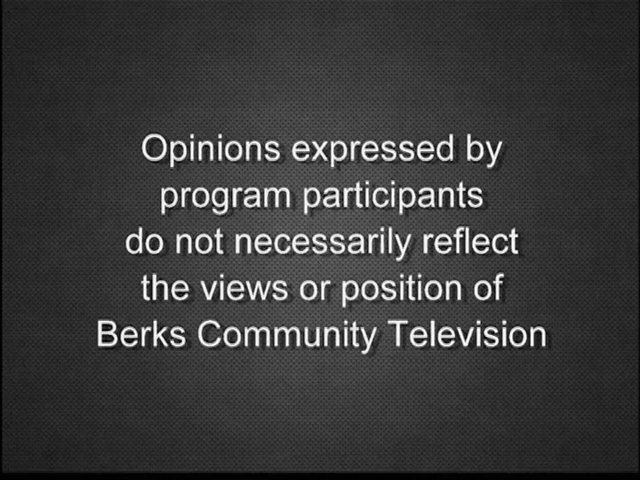 Opinions expressed by
program participants
do not necessarily reflect
the views or position of
Berks Community Television